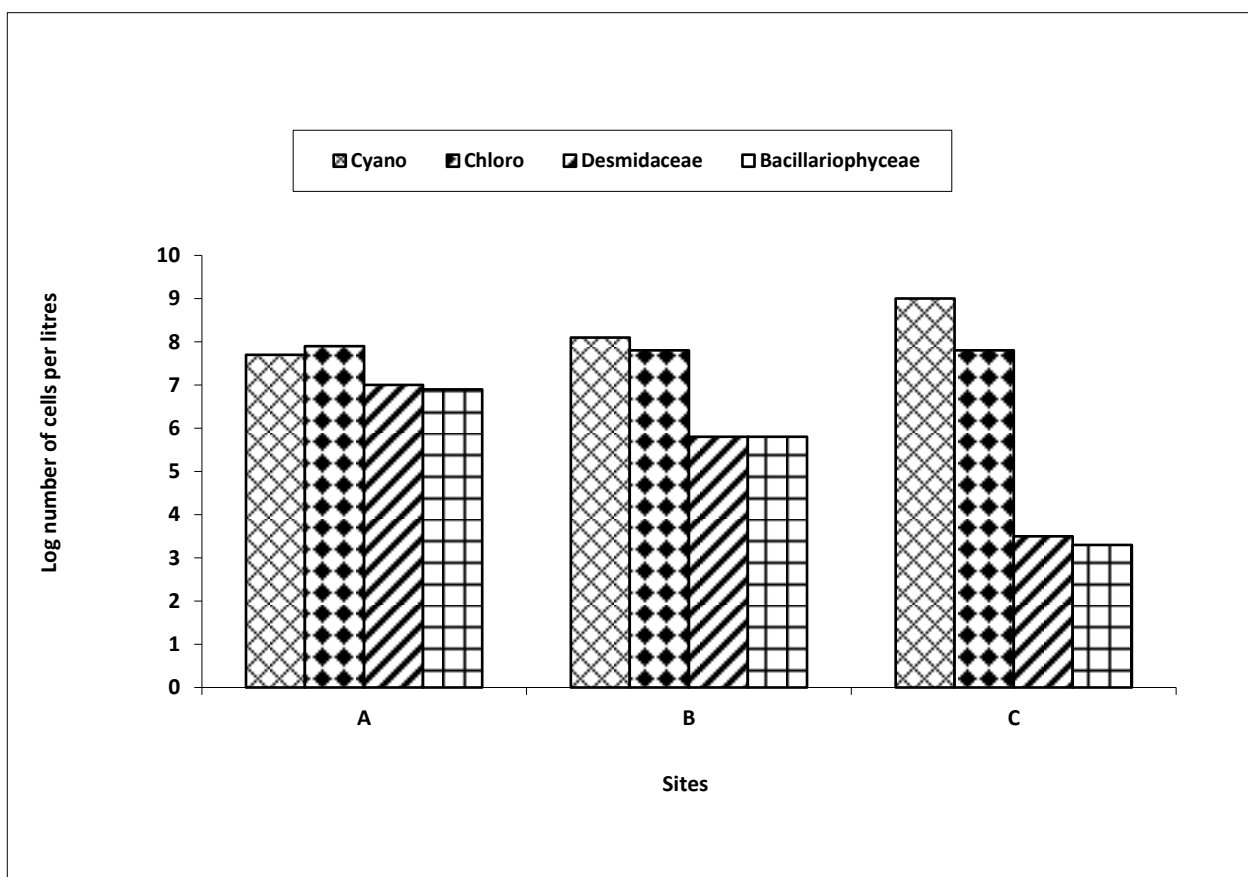 Cyano Chloro Desmidaceae Bacillariophyceae
10
9
8
7
6
5
4
3
2
1
0
Log number of cells per litres
A B C
Sites